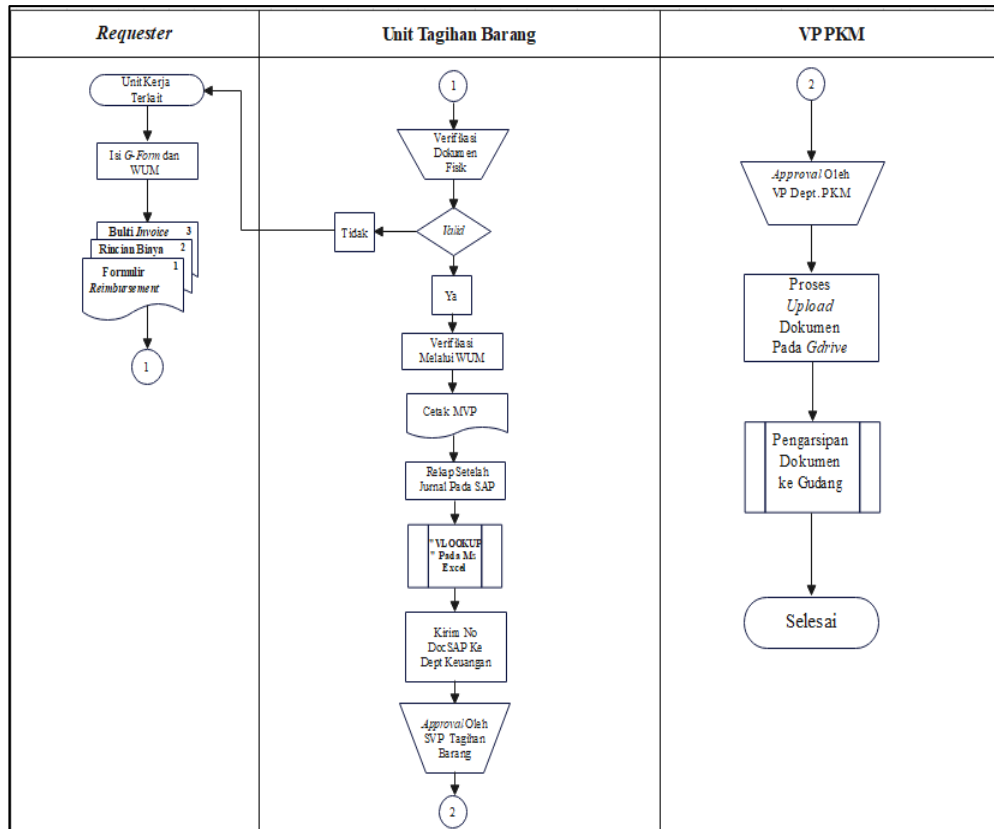 Requester
Unit Tagihan Barang
VP PKM
Unit Kerja
Terkait
Isi G-Form dan
WUM
Bukti Invoice 3
Rincian Biaya 2
Formulir 1
Reimbursement
1
1
Verifikasi
Dokumen
Fisik
Valid
Tidak
Ya
Verifikasi
Melalui WUM
Cetak MVP
Rekap Setelah
Jurnal Pada SAP
"VLOOKUP
" Pada Ms
Excel
Kirim No
Doc SAP Ke
Dept Keuangan
Approval Oleh
SVP Tagihan
Barang
2
2
Approval Oleh
VP Dept. PKM
Proses
Upload
Dokumen
Pada Gdrive
Pengarsipan
Dokumen
ke Gudang
Selesai